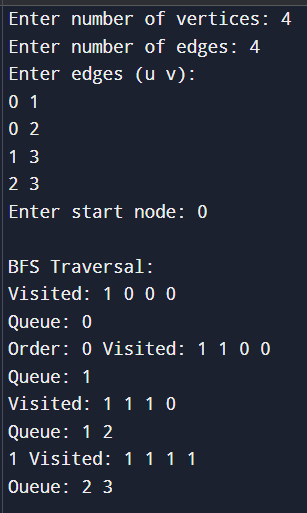 Enter number of vertices: 4
Enter number of edges: 4
Enter edges (u v):
0 1
0 2
1 3
2 3
Enter start node: 0
BFS Traversal:
Visited: 1 0 0 0
Queue: 0
Order: 0 Visited: 1 1 0 0
Queue: 1
Visited: 1 1 1 0
Queue: 1 2
1 Visited: 1 1 1 1
Queue: 2 3